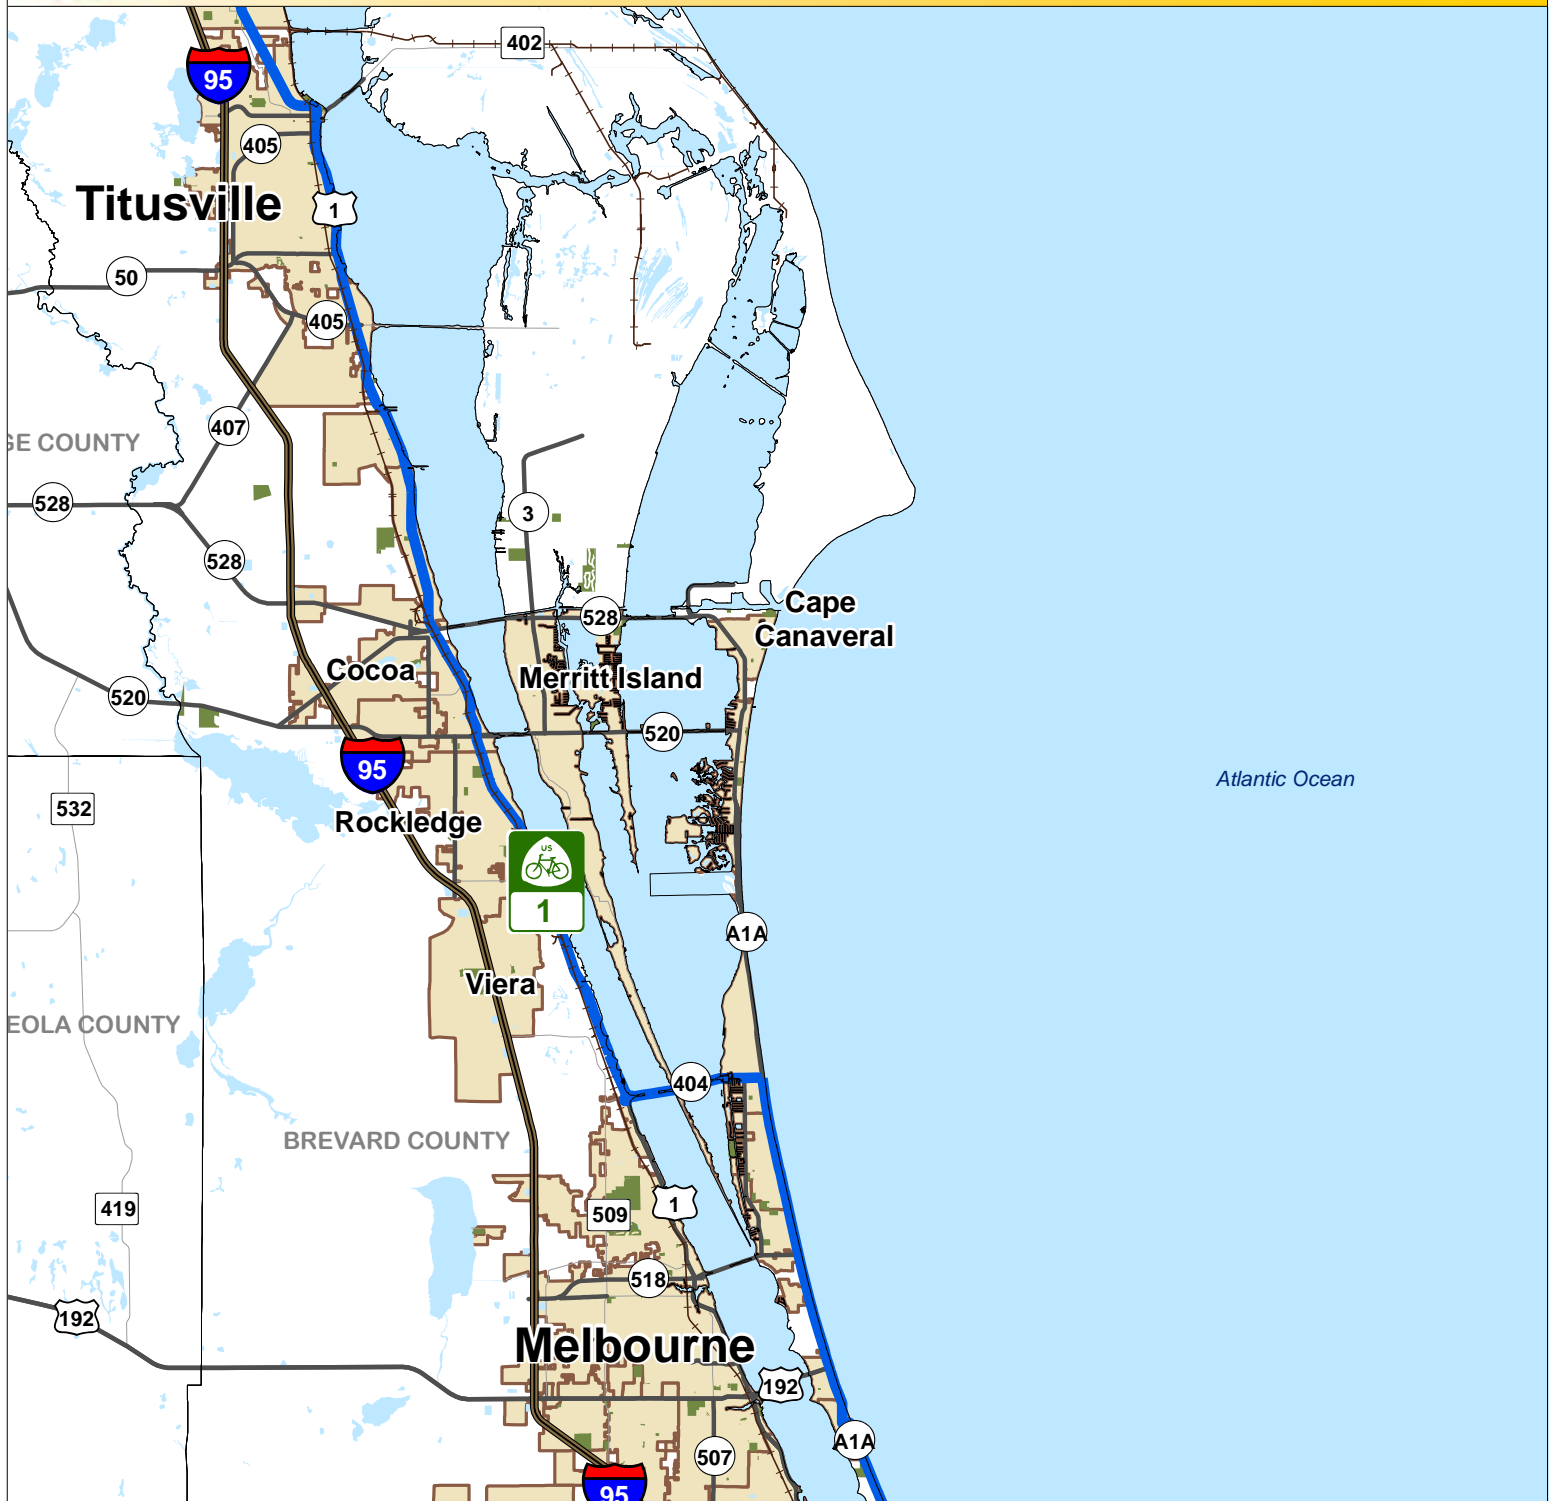 402
95
405
Titusville
1
50
405
407
GE COUNTY
528
3
528
Cape
Canaveral
528
Cocoa
Merritt Island
520
520
95
Atlantic Ocean
532
Rockledge
US
1
A1A
Viera
EOLA COUNTY
404
BREVARD COUNTY
1
419
509
518
192
Melbourne
192
A1A
507
95